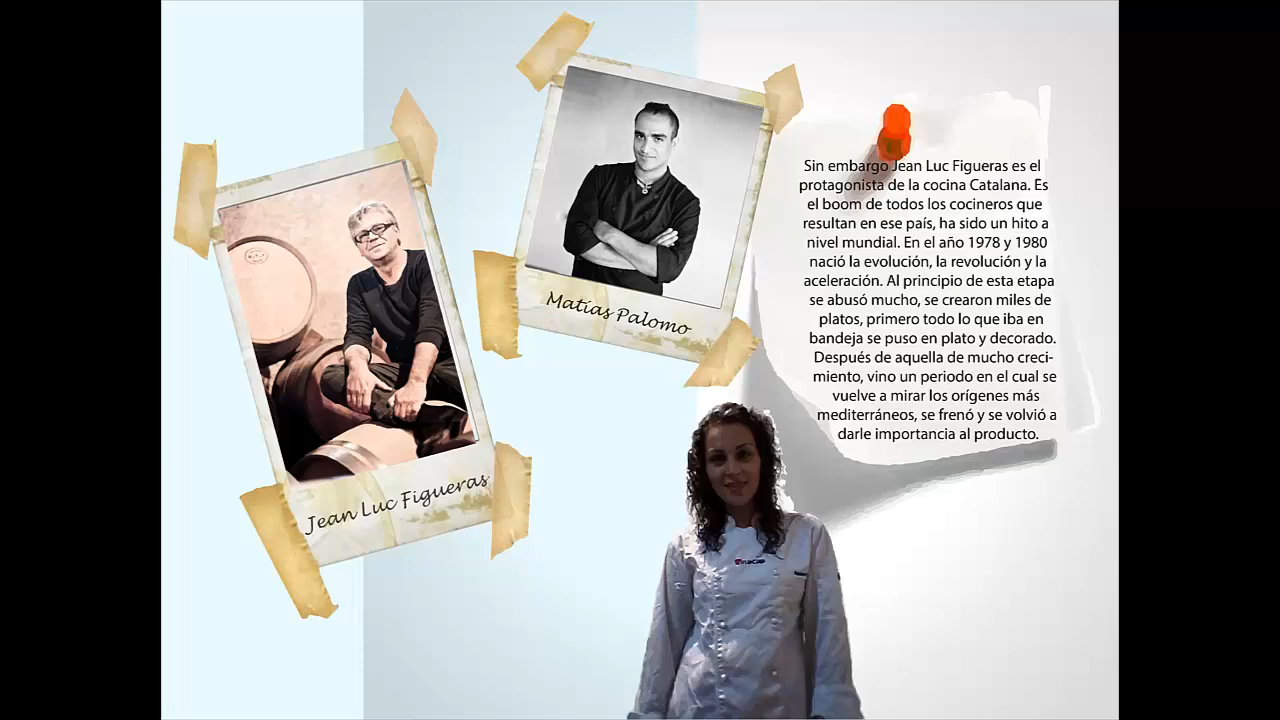 Matías Palomo
Jean Luc Figueras
Sin embargo Jean Luc Figueras es el
protagonista de la cocina Catalana. Es
el boom de todos los cocineros que
resultan en ese país, ha sido un hito a
nivel mundial. En el año 1978 y 1980
nació la evolución, la revolución y la
aceleración. Al principio de esta etapa
se abusó mucho, se crearon miles de
platos, primero todo lo que iba en
bandeja se puso en plato y decorado.
Después de aquella de mucho creci-
miento, vino un periodo en el cual se
vuelve a mirar los orígenes más
mediterráneos, se frenó y se volvió a
darle importancia al producto.
inacap